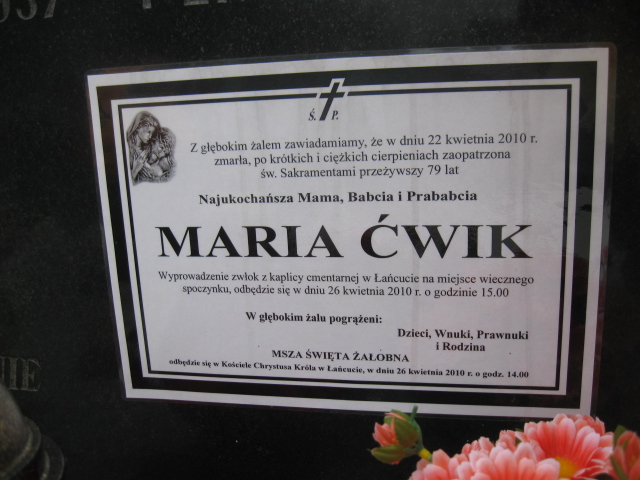 Ś. P.
Z głębokim żalem zawiadamiamy, że w dniu 22 kwietnia 2010 r.
zmarła, po krótkich i ciężkich cierpieniach zaopatrzona
św. Sakramentami przeżywszy 79 lat
Najukochańsza Mama, Babcia i Prababcia
MARIA ĆWIK
Wyprowadzenie zwłok z kaplicy cmentarnej w Łańcucie na miejsce wiecznego
spoczynku, odbędzie się w dniu 26 kwietnia 2010 r. o godzinie 15.00
W głębokim żalu pogrążeni:
Dzieci, Wnuki, Prawnuki
i Rodzina
MSZA ŚWIĘTA ŻAŁOBNA
odbędzie się w Kościele Chrystusa Króla w Łańcucie, w dniu 26 kwietnia 2010 r. o godz. 14.00